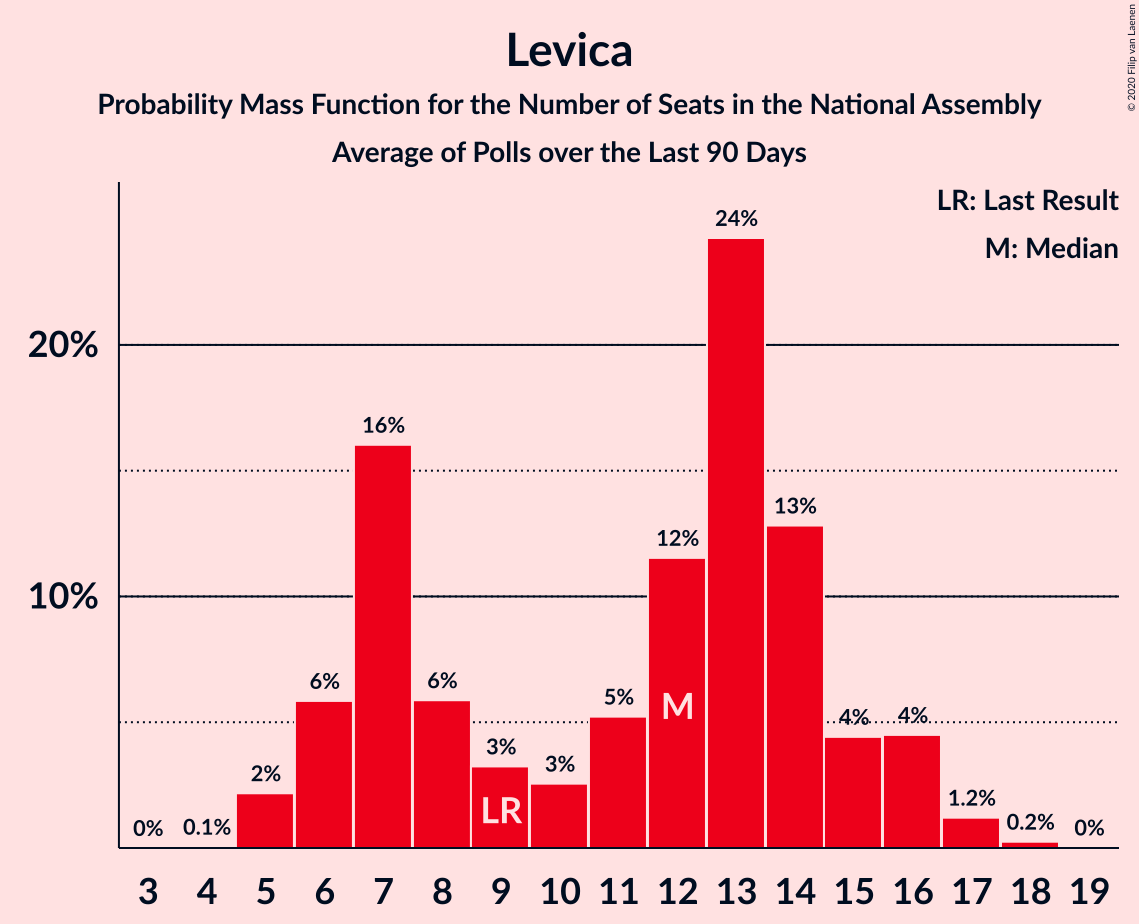 Levica
Probability Mass Function for the Number of Seats in the National Assembly
Average of Polls over the Last 90 Days
© 2020 Filip van Laenen
LR: Last Result
M: Median
20%
10%
0%
0.1%
2%
6%
16%
6%
3%
3%
5%
12%
24%
13%
4%
4%
1.2%
0.2%
0%
LR
M
3 4 5 6 7 8 9 10 11 12 13 14 15 16 17 18 19